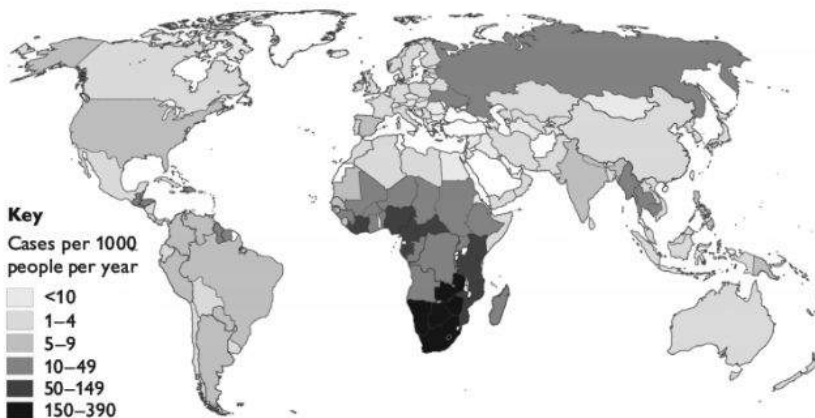 Key
Cases per 1000
people per year
<10
1–4
5–9
10–49
50–149
150–390